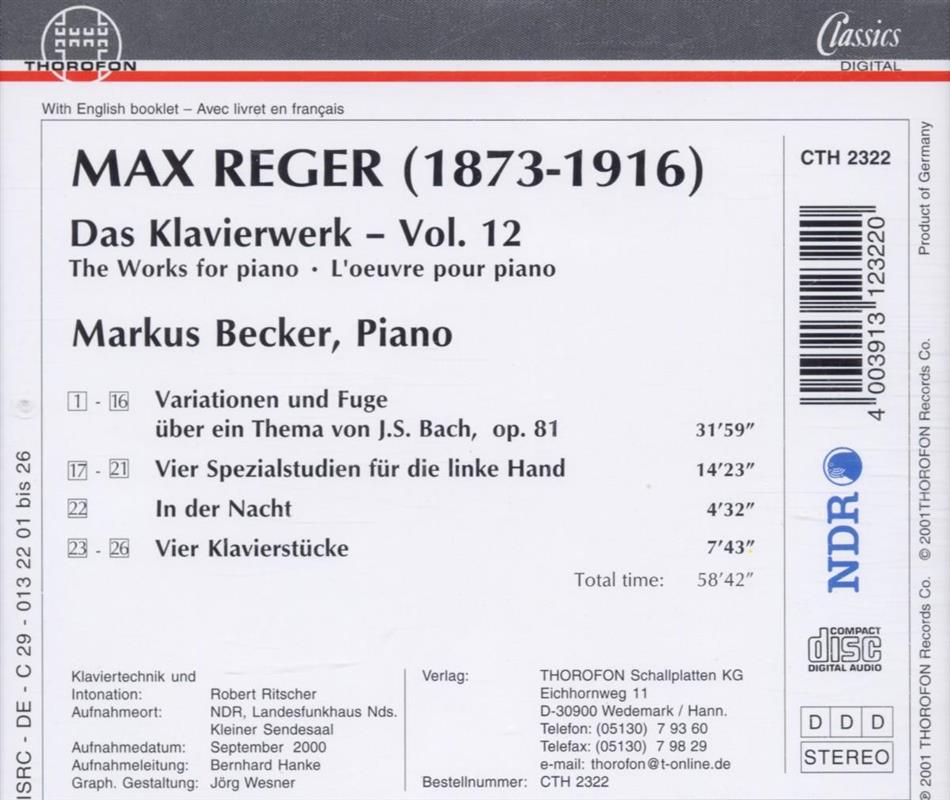 THOROFON
Classics
DIGITAL
With English booklet – Avec livret en français
MAX REGER (1873-1916)
Das Klavierwerk – Vol. 12
The Works for piano · L'oeuvre pour piano
Markus Becker, Piano
1 - 16 Variationen und Fuge
über ein Thema von J.S. Bach, op. 81 31'59"
17 - 21 Vier Spezialstudien für die linke Hand 14'23"
22 In der Nacht 4'32"
23 - 26 Vier Klavierstücke 7'43"
Total time: 58'42"
Klaviertechnik und
Intonation: Robert Ritscher
Aufnahmeort: NDR, Landesfunkhaus Nds.
Kleiner Sendesaal
Aufnahmedatum: September 2000
Aufnahmeleitung: Bernhard Hanke
Graph. Gestaltung: Jörg Wesner
Verlag: THOROFON Schallplatten KG
Eichhornweg 11
D-30900 Wedemark / Hann.
Telefon: (05130) 7 93 60
Telefax: (05130) 7 98 29
e-mail: thorofon@t-online.de
Bestellnummer: CTH 2322
CTH 2322
4 003913 123220
NDR
COMPACT
disc
DIGITAL AUDIO
D D D
STEREO
Product of Germany
℗ 2001 THOROFON Records Co. © 2001THOROFON Records Co.
ISRC - DE - C 29 - 013 22 01 bis 26